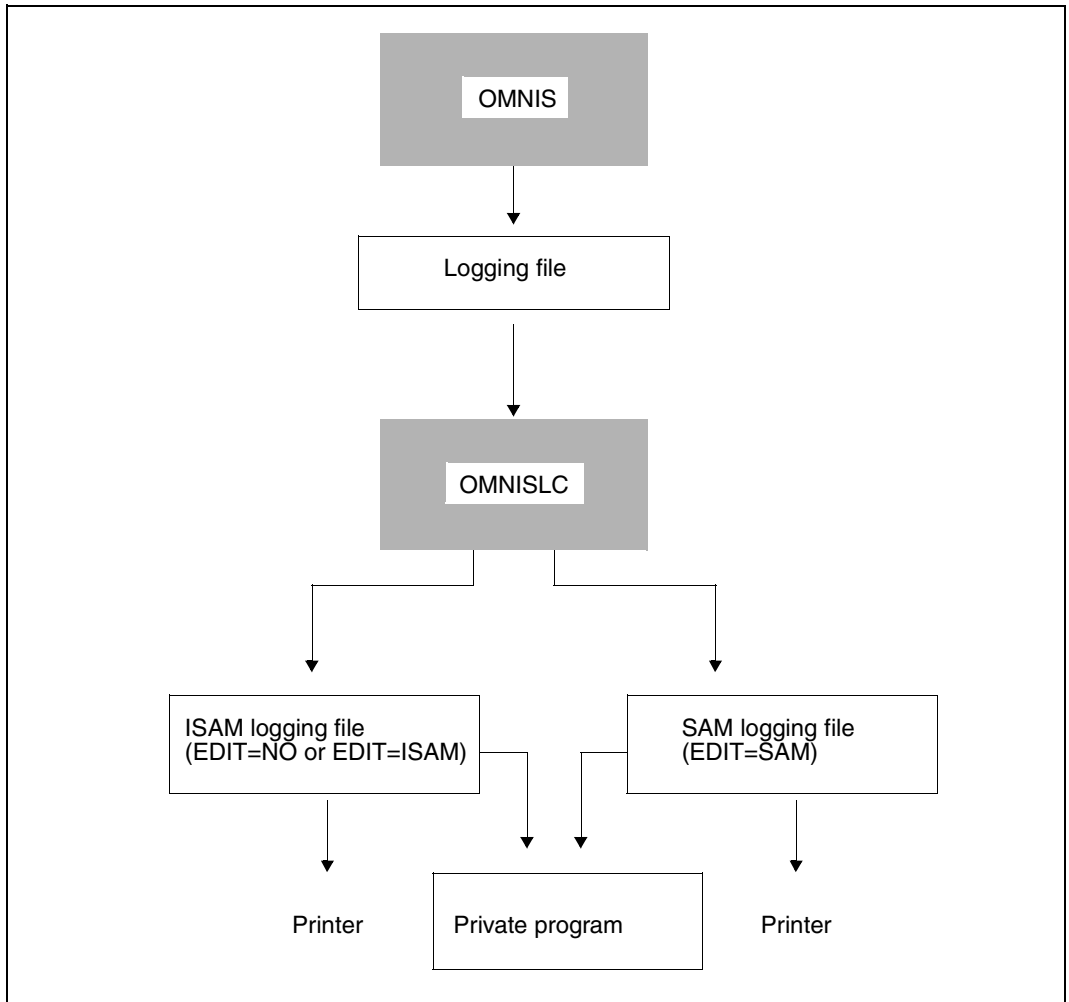 OMNIS
Logging file
OMNISLC
ISAM logging file
(EDIT=NO or EDIT=ISAM)
SAM logging file
(EDIT=SAM)
Printer
Private program
Printer